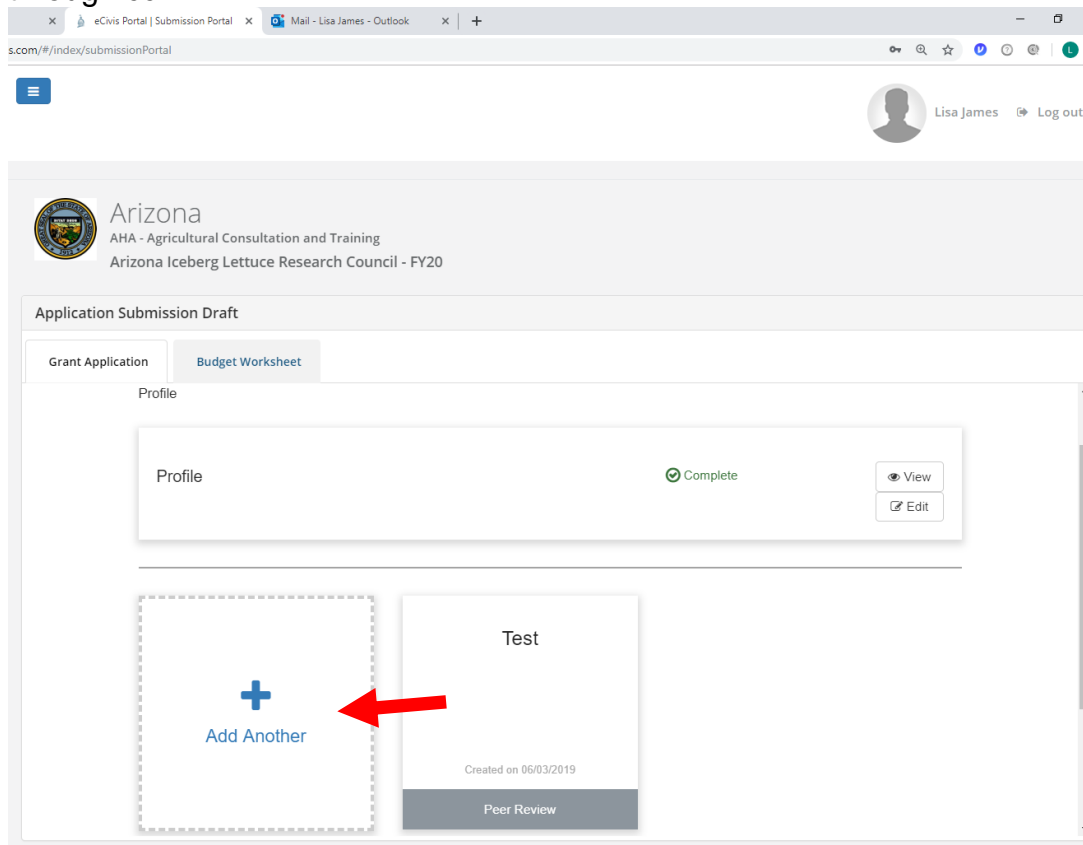 eCivis Portal | Submission Portal
Mail - Lisa James - Outlook
s.com/#/index/submissionPortal
L
Lisa James Log out
Arizona
AHA - Agricultural Consultation and Training
Arizona Iceberg Lettuce Research Council - FY20
Application Submission Draft
Grant Application Budget Worksheet
Profile
Profile
Complete
View
Edit
Test
Add Another
Created on 06/03/2019
Peer Review